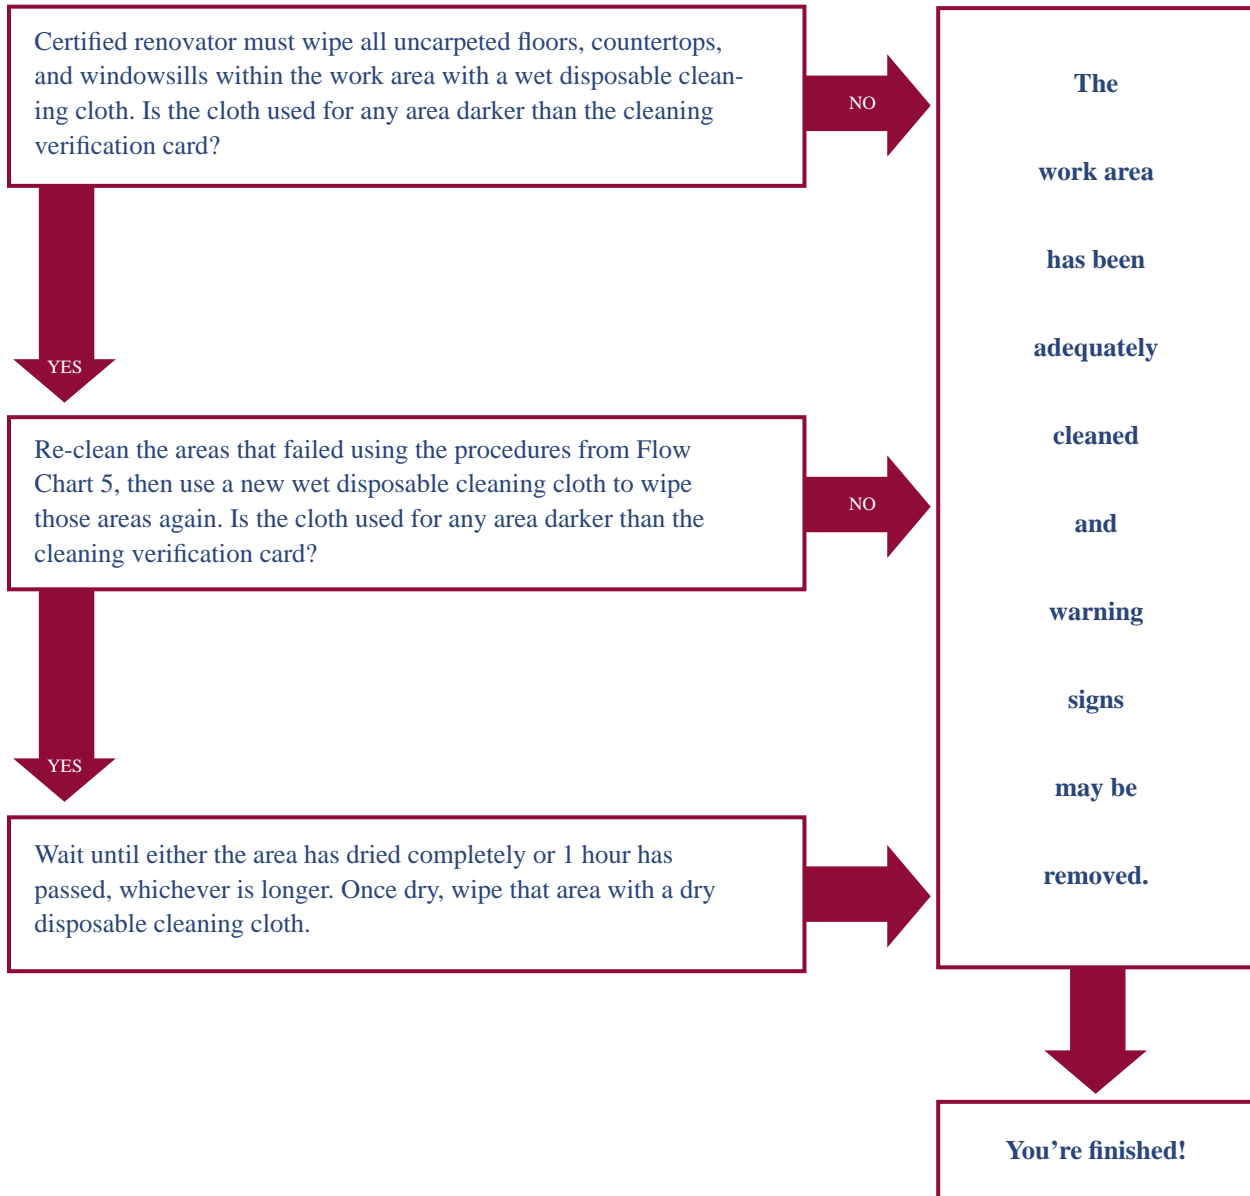 Certified renovator must wipe all uncarpeted floors, countertops,
and windowsills within the work area with a wet disposable clean-
ing cloth. Is the cloth used for any area darker than the cleaning
verification card?
NO
YES
Re-clean the areas that failed using the procedures from Flow
Chart 5, then use a new wet disposable cleaning cloth to wipe
those areas again. Is the cloth used for any area darker than the
cleaning verification card?
NO
YES
Wait until either the area has dried completely or 1 hour has
passed, whichever is longer. Once dry, wipe that area with a dry
disposable cleaning cloth.
The
work area
has been
adequately
cleaned
and
warning
signs
may be
removed.
You’re finished!